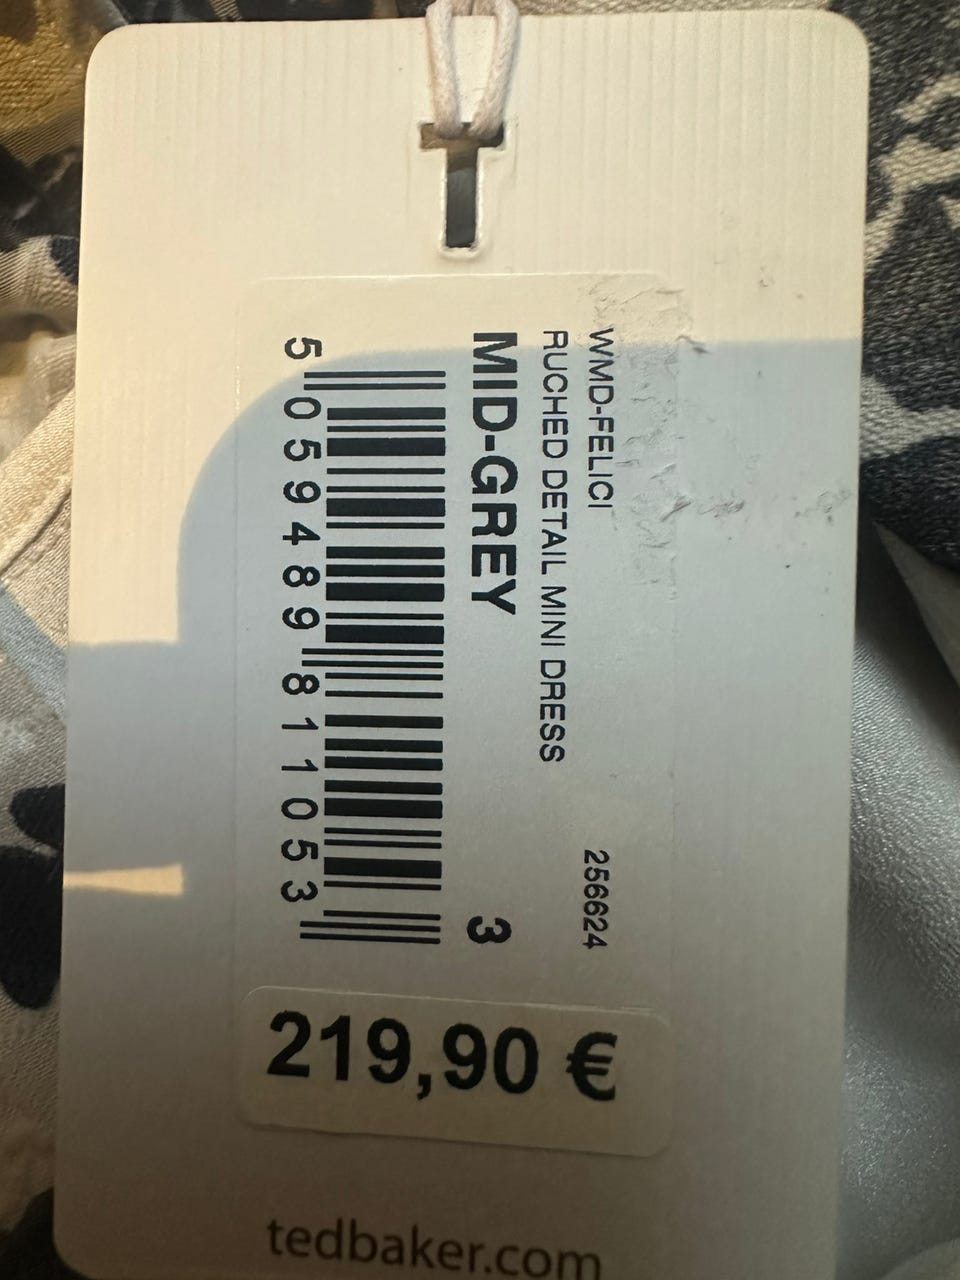 WMD-FELICI 256624
RUCHED DETAIL MINI DRESS
MID-GREY 3
5 059489 811053
219,90 €
tedbaker.com